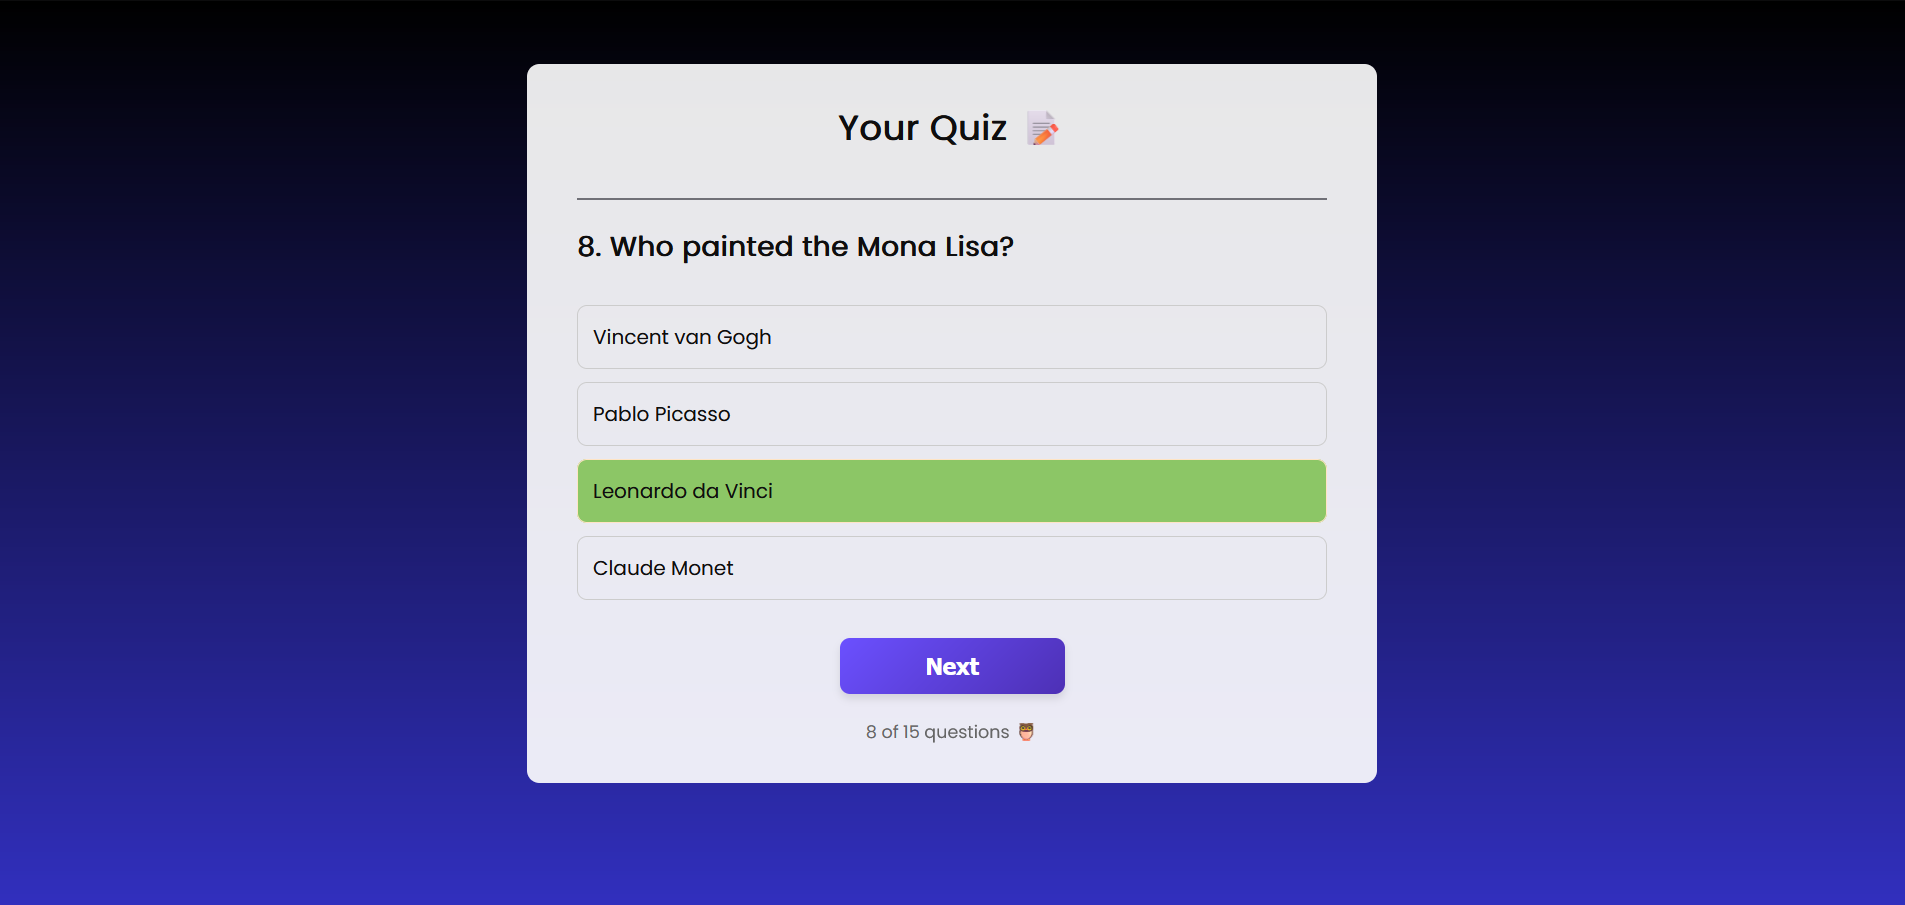 Your Quiz 📝
8. Who painted the Mona Lisa?
Vincent van Gogh
Pablo Picasso
Leonardo da Vinci
Claude Monet
Next
8 of 15 questions